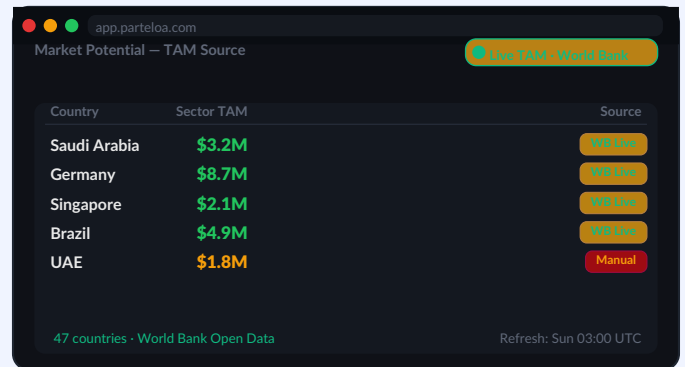 app.parteloa.com
Market Potential — TAM Source
Live TAM · World Bank
Country Sector TAM Source
Saudi Arabia $3.2M WB Live
Germany $8.7M WB Live
Singapore $2.1M WB Live
Brazil $4.9M WB Live
UAE $1.8M Manual
47 countries · World Bank Open Data Refresh: Sun 03:00 UTC